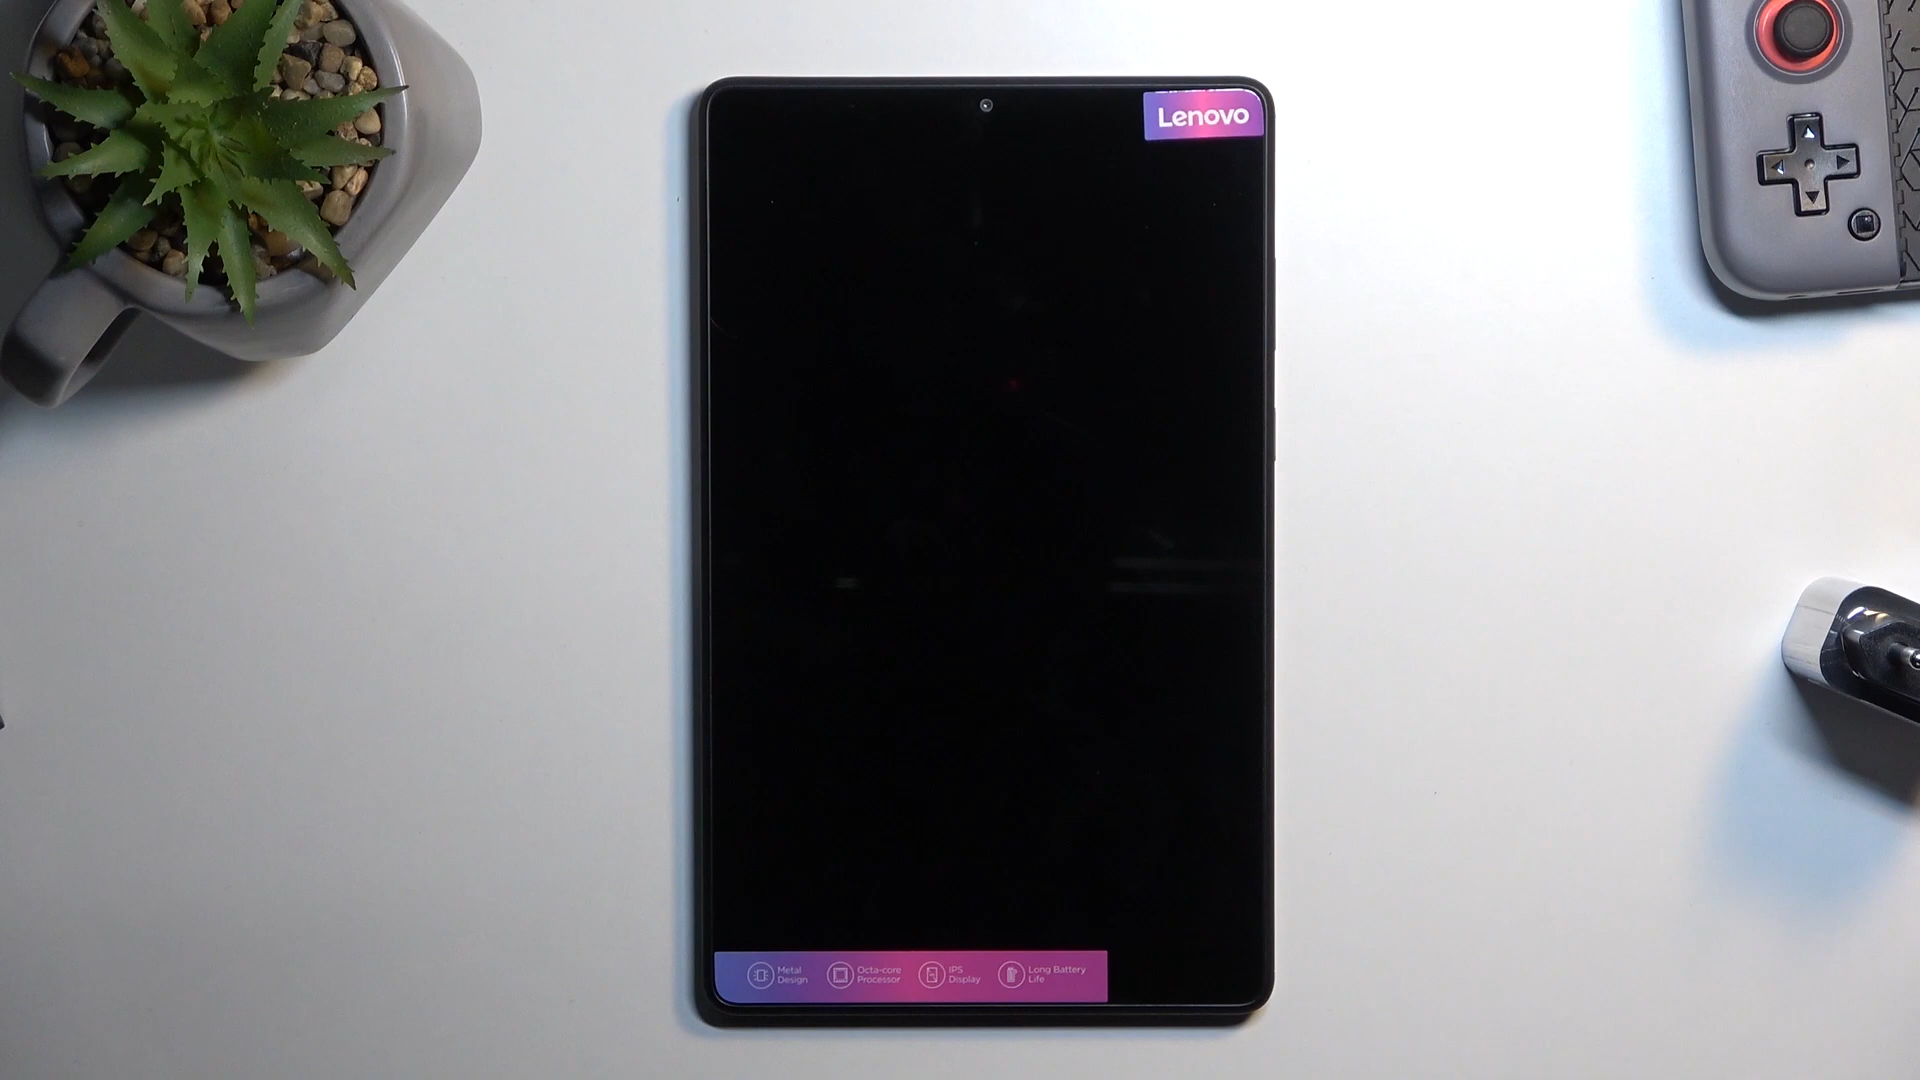 Lenovo
Metal
Design
Octa-core
Processor
IPS
Display
Long Battery
Life